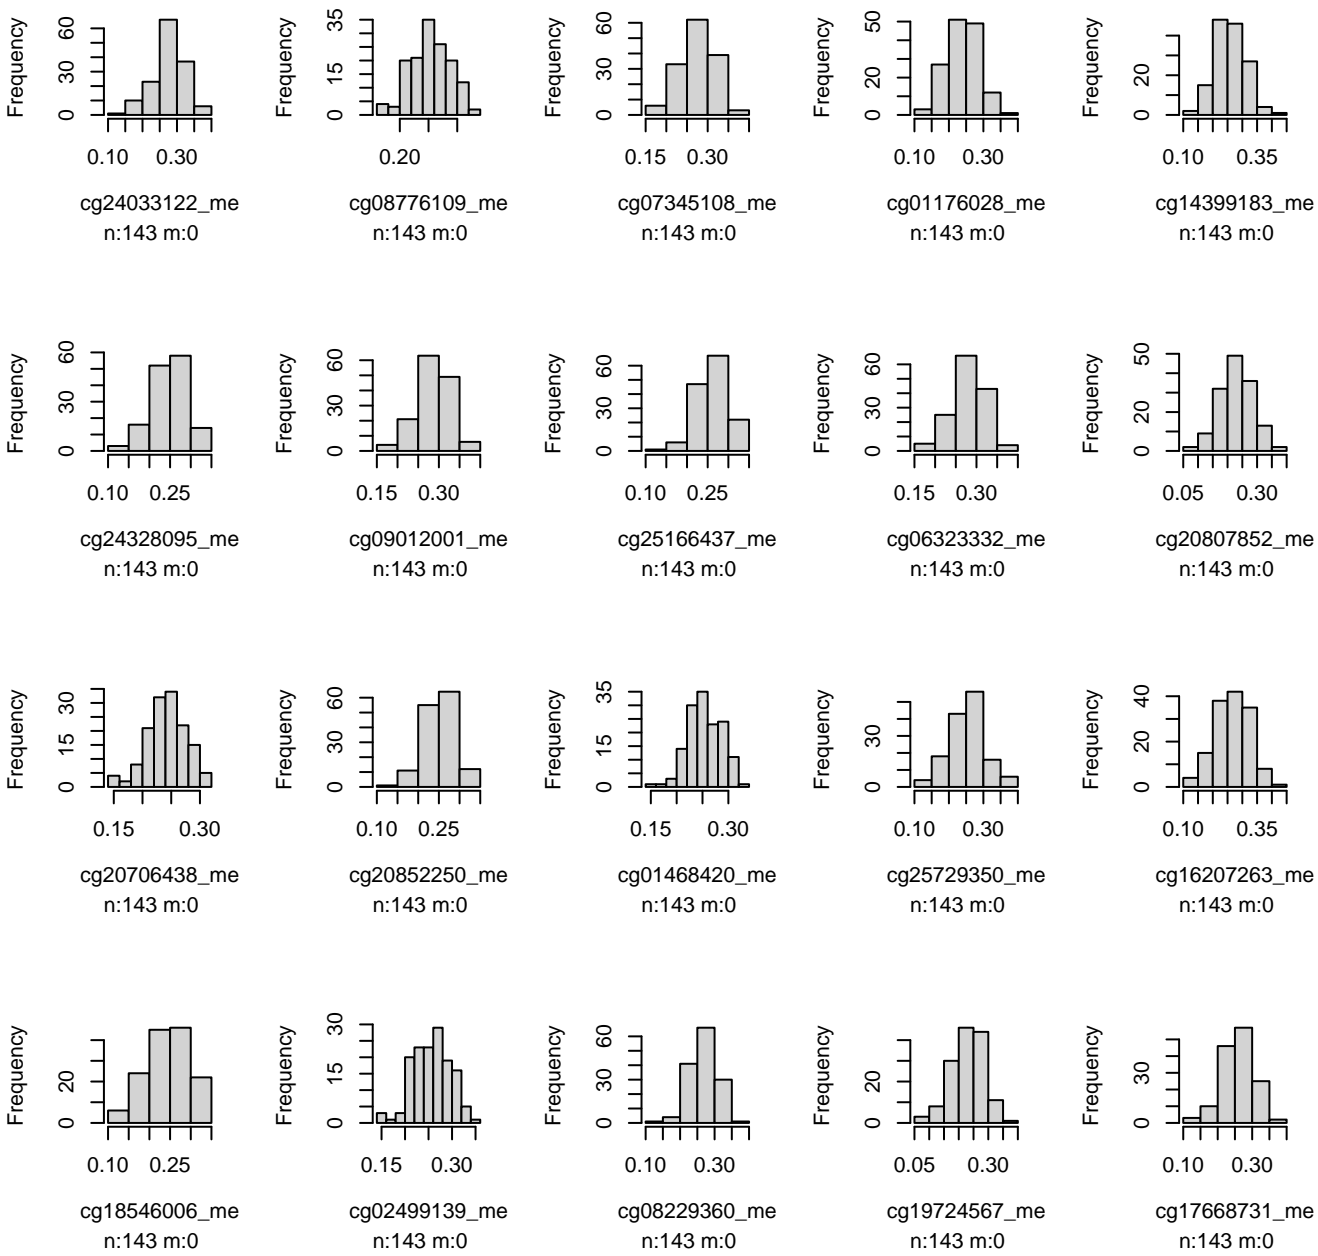 Frequency
0 30 60
0.10 0.30
cg24033122_me
n:143 m:0
Frequency
0 15 35
0.20
cg08776109_me
n:143 m:0
Frequency
0 30 60
0.15 0.30
cg07345108_me
n:143 m:0
Frequency
0 20 50
0.10 0.30
cg01176028_me
n:143 m:0
Frequency
0 20
0.10 0.35
cg14399183_me
n:143 m:0
Frequency
0 30 60
0.10 0.25
cg24328095_me
n:143 m:0
Frequency
0 30 60
0.15 0.30
cg09012001_me
n:143 m:0
Frequency
0 30 60
0.10 0.25
cg25166437_me
n:143 m:0
Frequency
0 30 60
0.15 0.30
cg06323332_me
n:143 m:0
Frequency
0 20 50
0.05 0.30
cg20807852_me
n:143 m:0
Frequency
0 15 30
0.15 0.30
cg20706438_me
n:143 m:0
Frequency
0 30 60
0.10 0.25
cg20852250_me
n:143 m:0
Frequency
0 15 35
0.15 0.30
cg01468420_me
n:143 m:0
Frequency
0 30
0.10 0.30
cg25729350_me
n:143 m:0
Frequency
0 20 40
0.10 0.35
cg16207263_me
n:143 m:0
Frequency
0 20
0.10 0.25
cg18546006_me
n:143 m:0
Frequency
0 15 30
0.15 0.30
cg02499139_me
n:143 m:0
Frequency
0 30 60
0.10 0.30
cg08229360_me
n:143 m:0
Frequency
0 20
0.05 0.30
cg19724567_me
n:143 m:0
Frequency
0 30
0.10 0.30
cg17668731_me
n:143 m:0